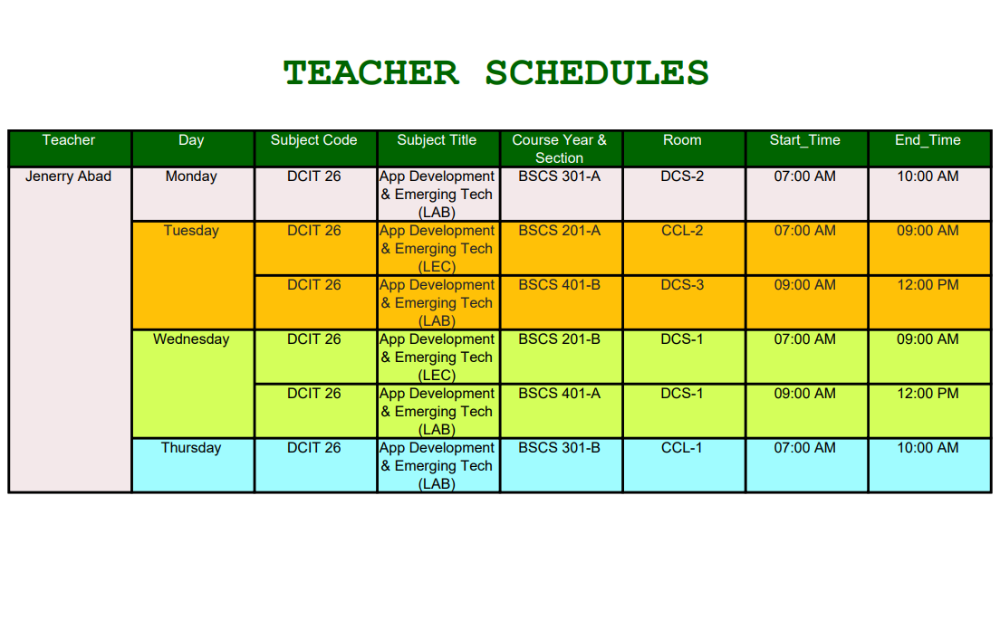 TEACHER SCHEDULES
Teacher Day Subject Code Subject Title Course Year & Section Room Start_Time End_Time
Jenerry Abad Monday DCIT 26 App Development & Emerging Tech (LAB) BSCS 301-A DCS-2 07:00 AM 10:00 AM
Tuesday DCIT 26 App Development & Emerging Tech (LEC) BSCS 201-A CCL-2 07:00 AM 09:00 AM
DCIT 26 App Development & Emerging Tech (LAB) BSCS 401-B DCS-3 09:00 AM 12:00 PM
Wednesday DCIT 26 App Development & Emerging Tech (LEC) BSCS 201-B DCS-1 07:00 AM 09:00 AM
DCIT 26 App Development & Emerging Tech (LAB) BSCS 401-A DCS-1 09:00 AM 12:00 PM
Thursday DCIT 26 App Development & Emerging Tech (LAB) BSCS 301-B CCL-1 07:00 AM 10:00 AM